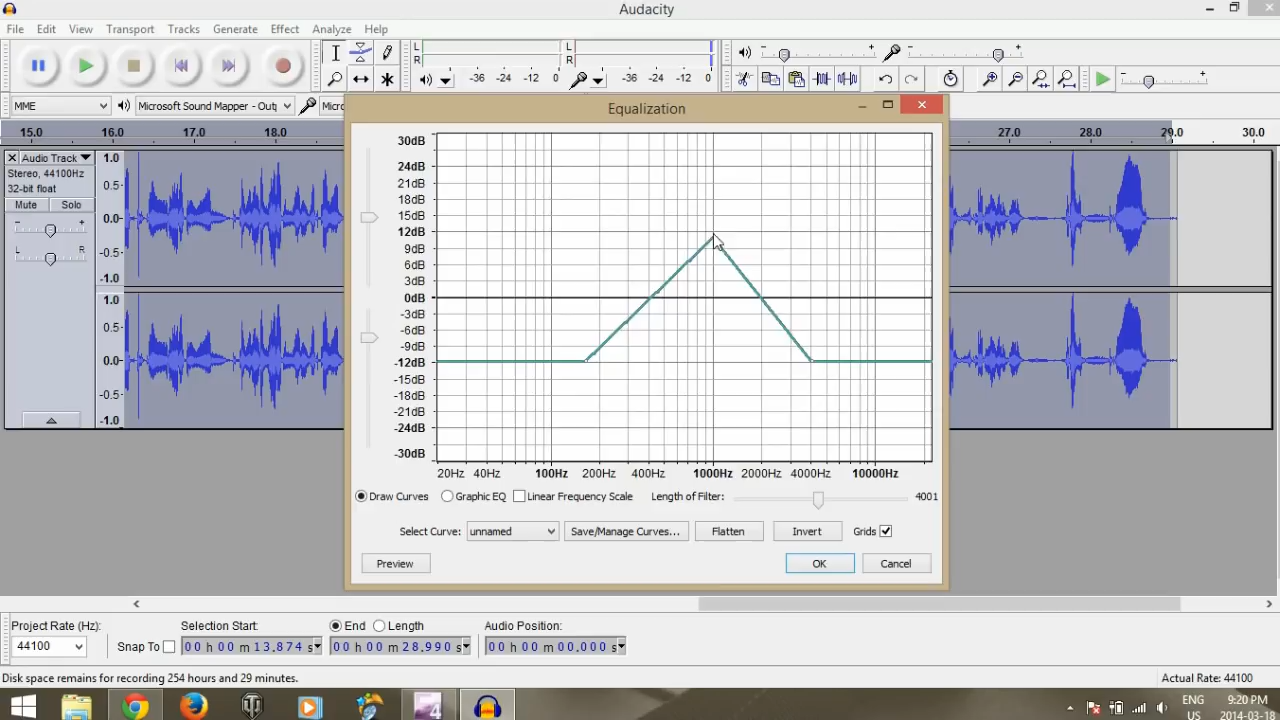 Audacity
File Edit View Transport Tracks Generate Effect Analyze Help
L
R
-36 -24 -12 0
L
R
-36 -24 -12 0
MME
Microsoft Sound Mapper - Outp
Micro
15.0 16.0 17.0 18.0
27.0 28.0 29.0 30.0
Audio Track
Stereo, 44100Hz
32-bit float
Mute Solo
- +
L R
1.0
0.5-
0.0-
-0.5-
-1.0
1.0
0.5-
0.0-
-0.5-
-1.0
Equalization
30dB
24dB
21dB
18dB
15dB
12dB
9dB
6dB
3dB
0dB
-3dB
-6dB
-9dB
-12dB
-15dB
-18dB
-21dB
-24dB
-30dB
20Hz 40Hz 100Hz 200Hz 400Hz 1000Hz 2000Hz 4000Hz 10000Hz
Draw Curves Graphic EQ Linear Frequency Scale Length of Filter: 4001
Select Curve: unnamed Save/Manage Curves... Flatten Invert Grids
Preview OK Cancel
Project Rate (Hz): Selection Start: End Length Audio Position:
44100 Snap To 00 h 00 m 13.874 s 00 h 00 m 28.990 s 00 h 00 m 00.000 s
Disk space remains for recording 254 hours and 29 minutes. Actual Rate: 44100
4
ENG
US
9:20 PM
2014-03-18